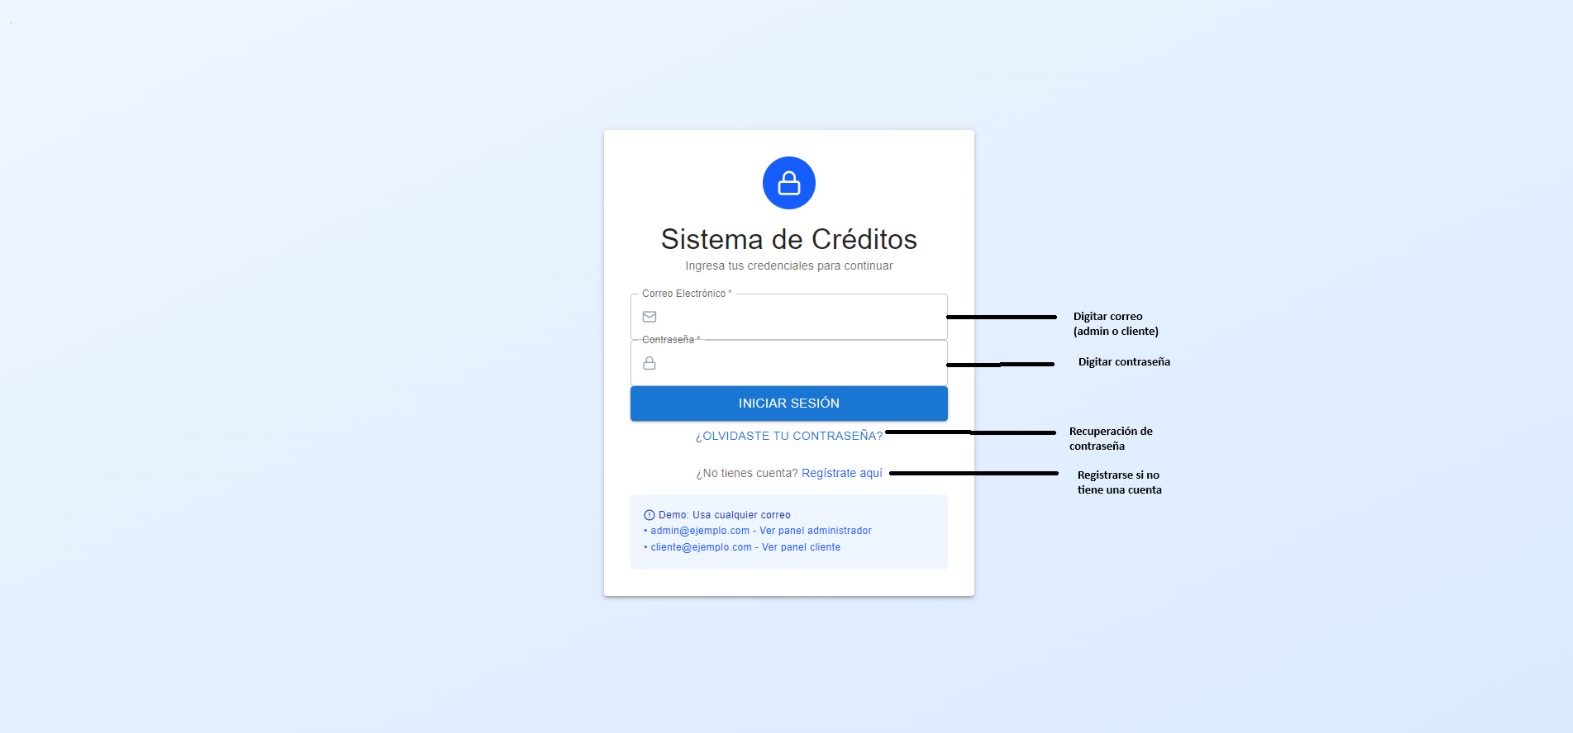 Sistema de Créditos
Ingresa tus credenciales para continuar
Correo Electrónico *
Digitar correo
(admin o cliente)
Contraseña *
Digitar contraseña
INICIAR SESIÓN
¿OLVIDASTE TU CONTRASEÑA?
Recuperación de
contraseña
¿No tienes cuenta? Regístrate aquí
Registrarse si no
tiene una cuenta
Demo: Usa cualquier correo
• admin@ejemplo.com - Ver panel administrador
• cliente@ejemplo.com - Ver panel cliente